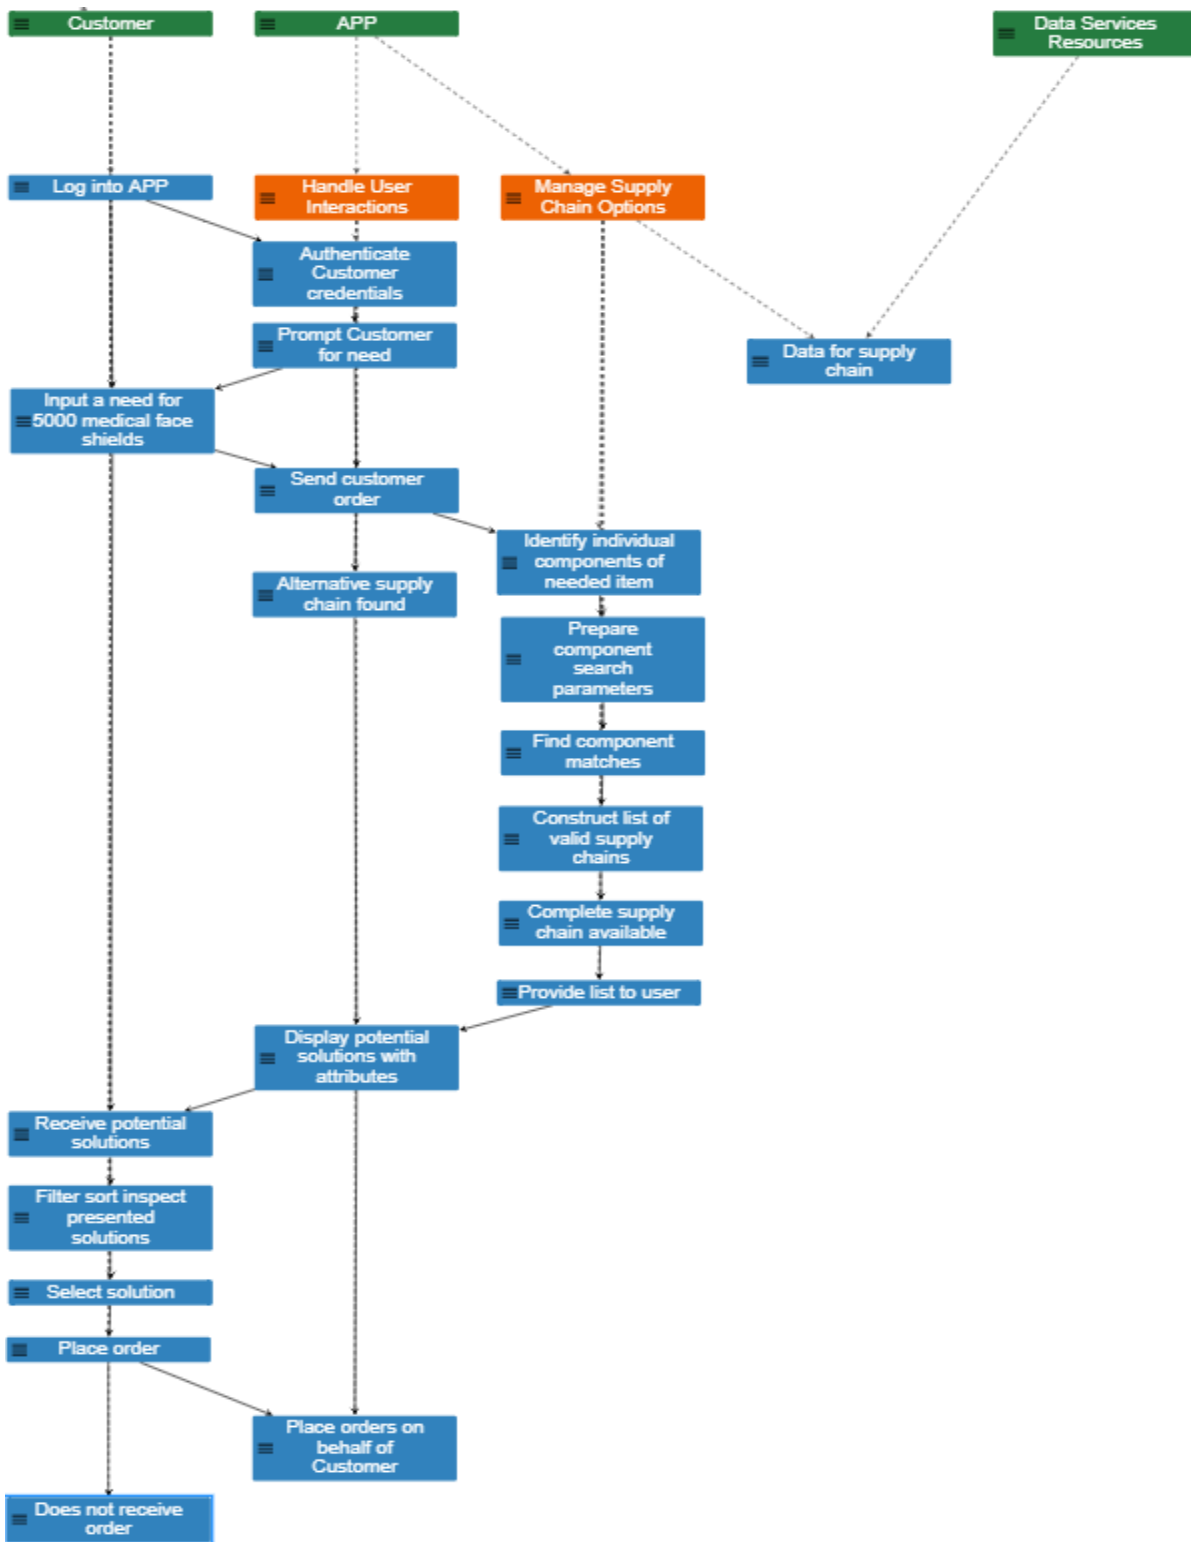 Customer
APP
Data Services
Resources
Log into APP
Handle User
Interactions
Manage Supply
Chain Options
Authenticate
Customer
credentials
Prompt Customer
for need
Data for supply
chain
Input a need for
5000 medical face
shields
Send customer
order
Identify individual
components of
needed item
Alternative supply
chain found
Prepare
component
search
parameters
Find component
matches
Construct list of
valid supply
chains
Complete supply
chain available
Provide list to user
Display potential
solutions with
attributes
Receive potential
solutions
Filter sort inspect
presented
solutions
Select solution
Place order
Place orders on
behalf of
Customer
Does not receive
order